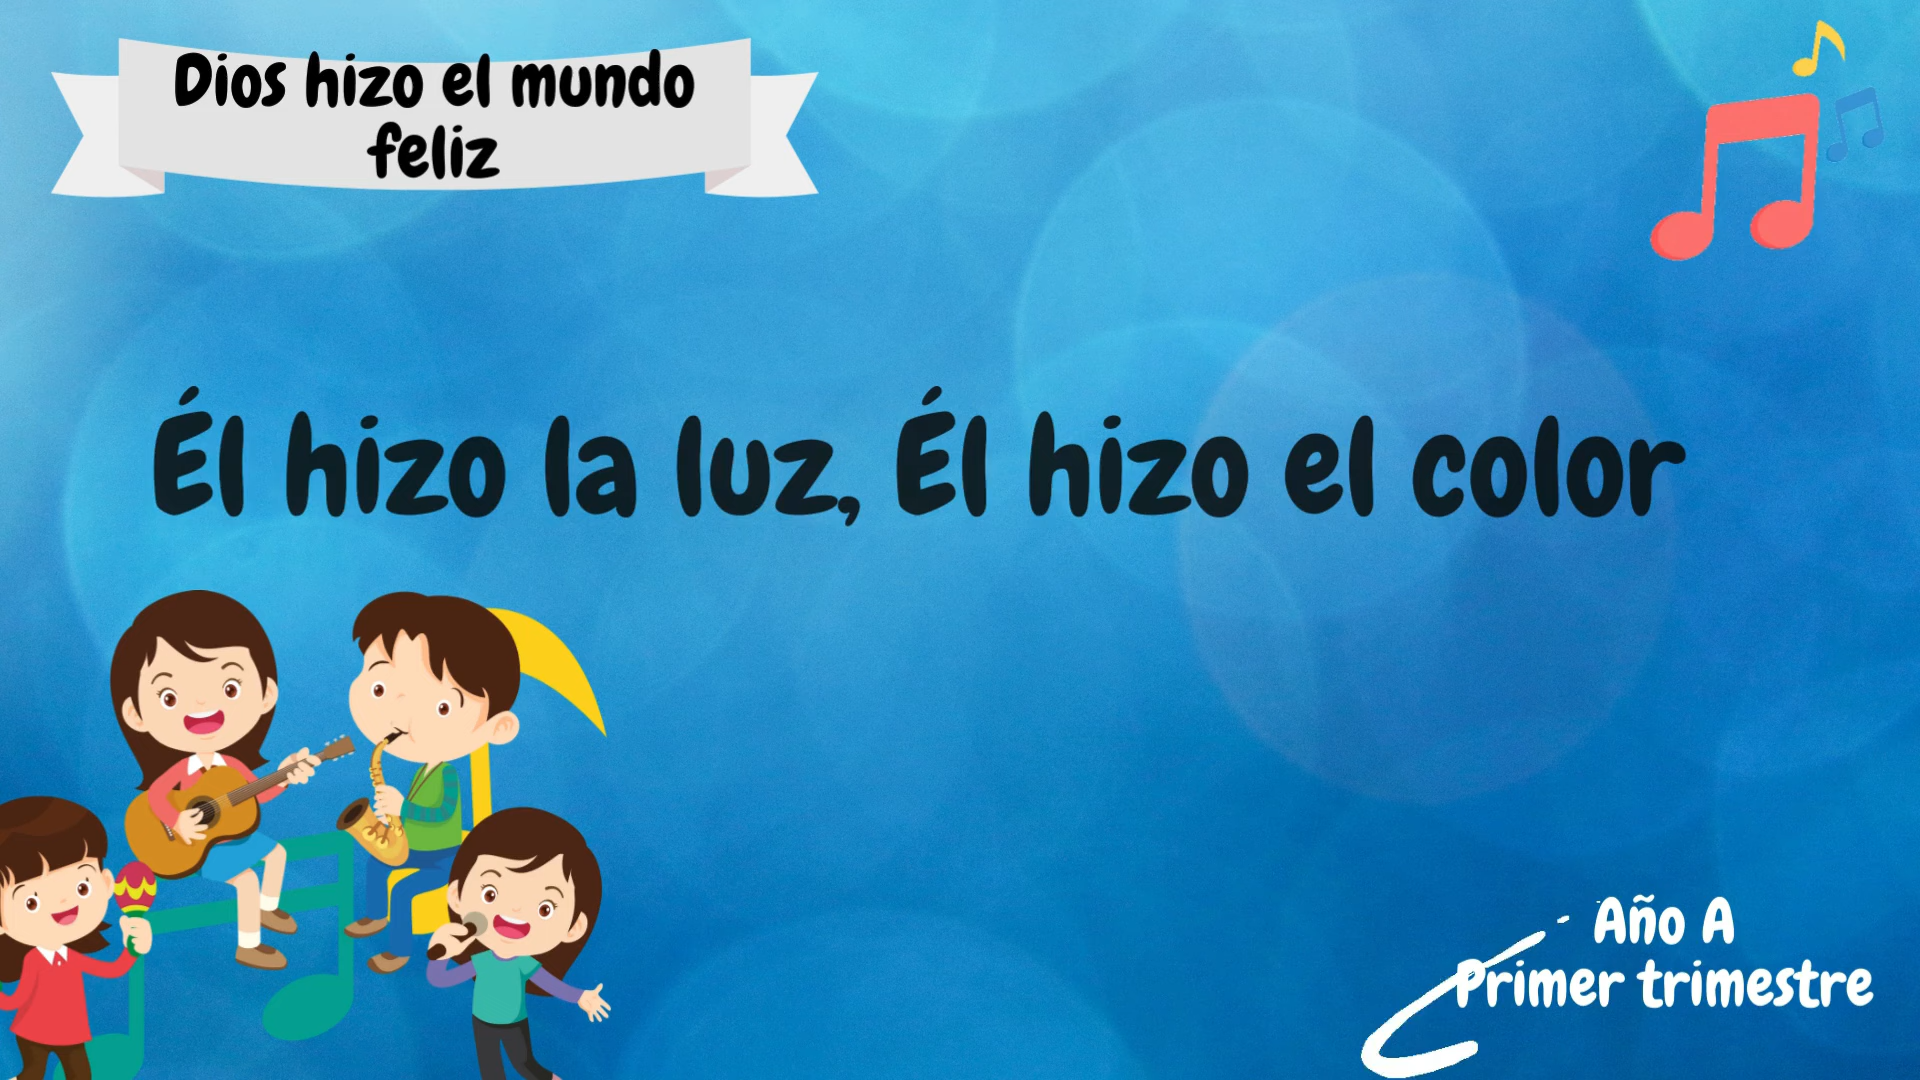 Dios hizo el mundo
feliz
Él hizo la luz, Él hizo el color
Año A
Primer trimestre